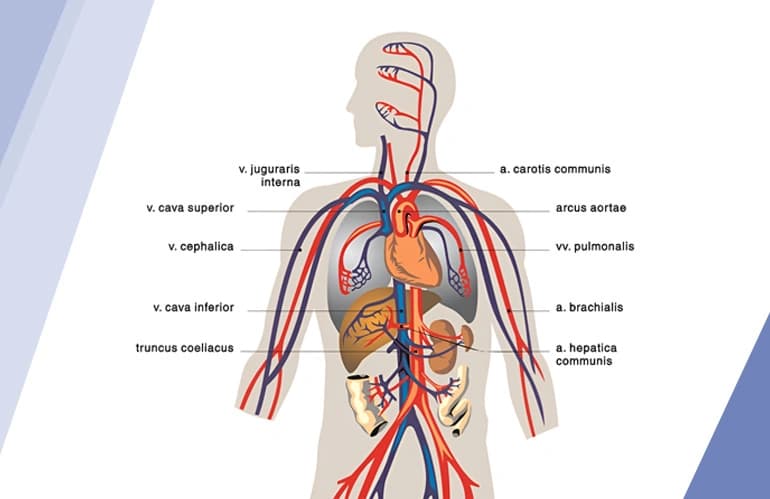 v. juguraris
interna
v. cava superior
v. cephalica
v. cava inferior
truncus coeliacus
a. carotis communis
arcus aortae
vv. pulmonalis
a. brachialis
a. hepatica
communis